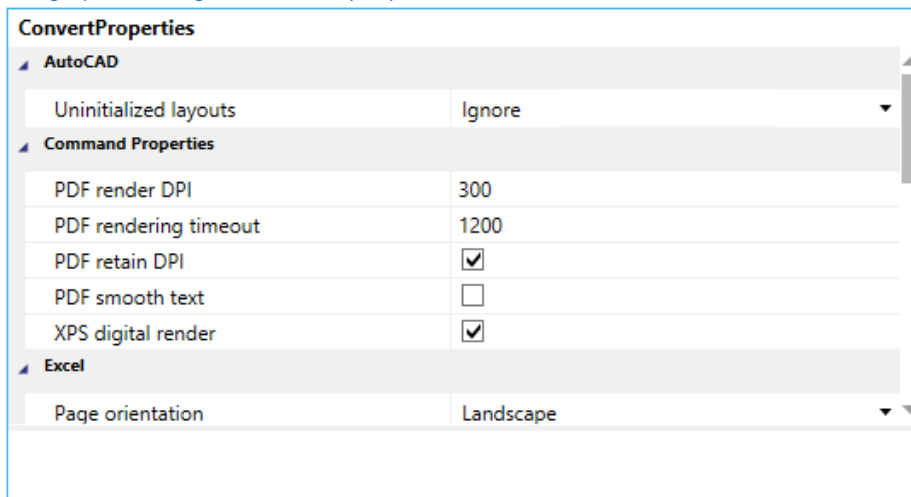 ConvertProperties
AutoCAD
Uninitialized layouts Ignore
Command Properties
PDF render DPI 300
PDF rendering timeout 1200
PDF retain DPI
PDF smooth text
XPS digital render
Excel
Page orientation Landscape